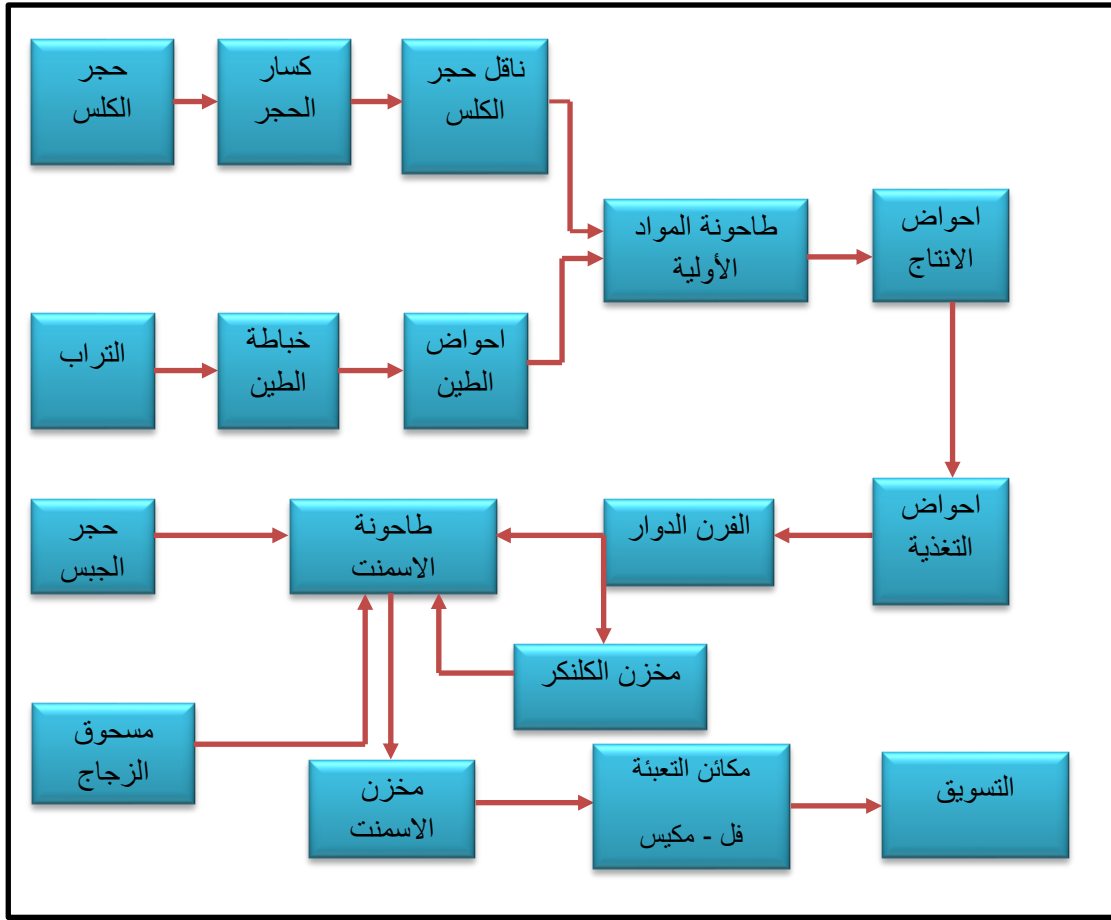 حجر
الكلس
كسار
الحجر
ناقل حجر
الكلس
طاحونة المواد
الأولية
احواض
الانتاج
التراب
خباطة
الطين
احواض
الطين
احواض
التغذية
الفرن الدوار
طاحونة
الاسمنت
حجر
الجبس
مخزن الكلنكر
مسحوق
الزجاج
مخزن
الاسمنت
مكائن التعبئة
فل - مكيس
التسويق